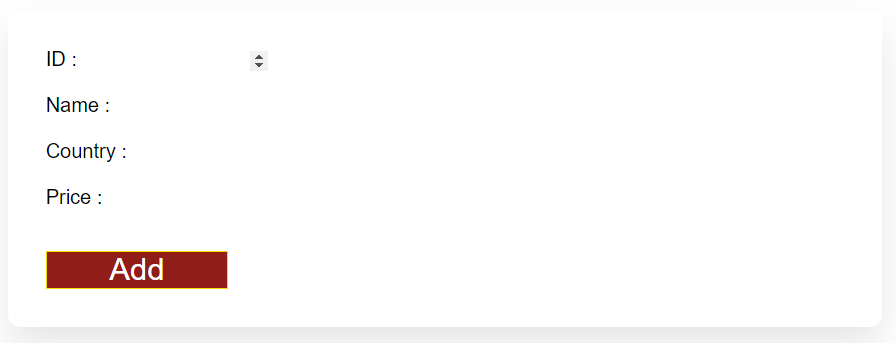 ID :
Name :
Country :
Price :
Add